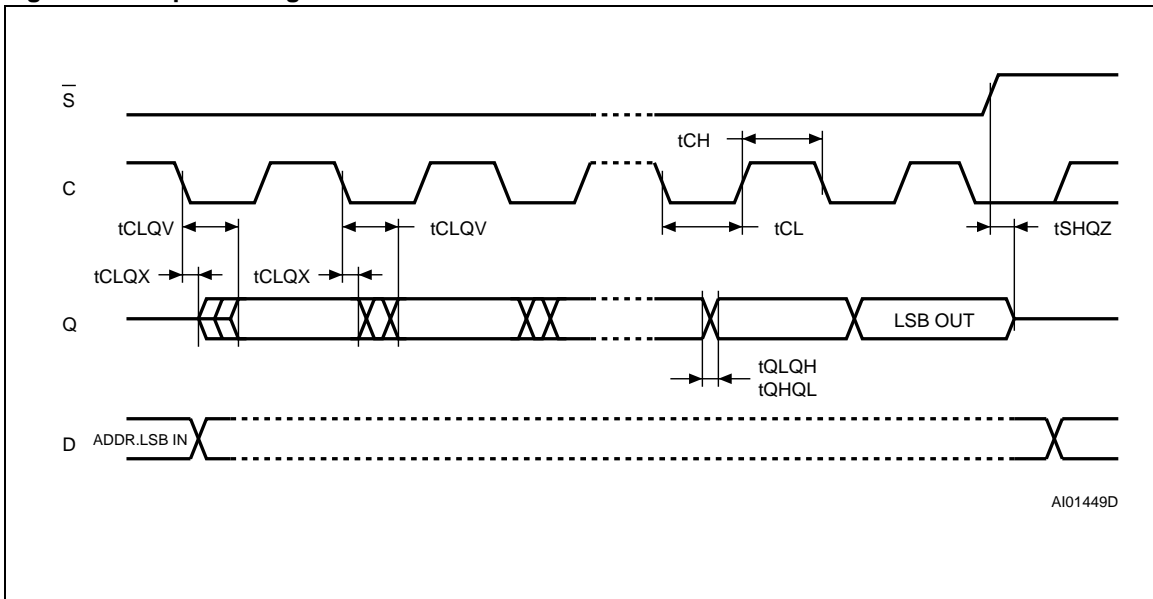 S
tCH
C
tCLQV
tCLQV
tCL
tSHQZ
tCLQX
tCLQX
Q
LSB OUT
tQLQH
tQHQL
D
ADDR.LSB IN
AI01449D